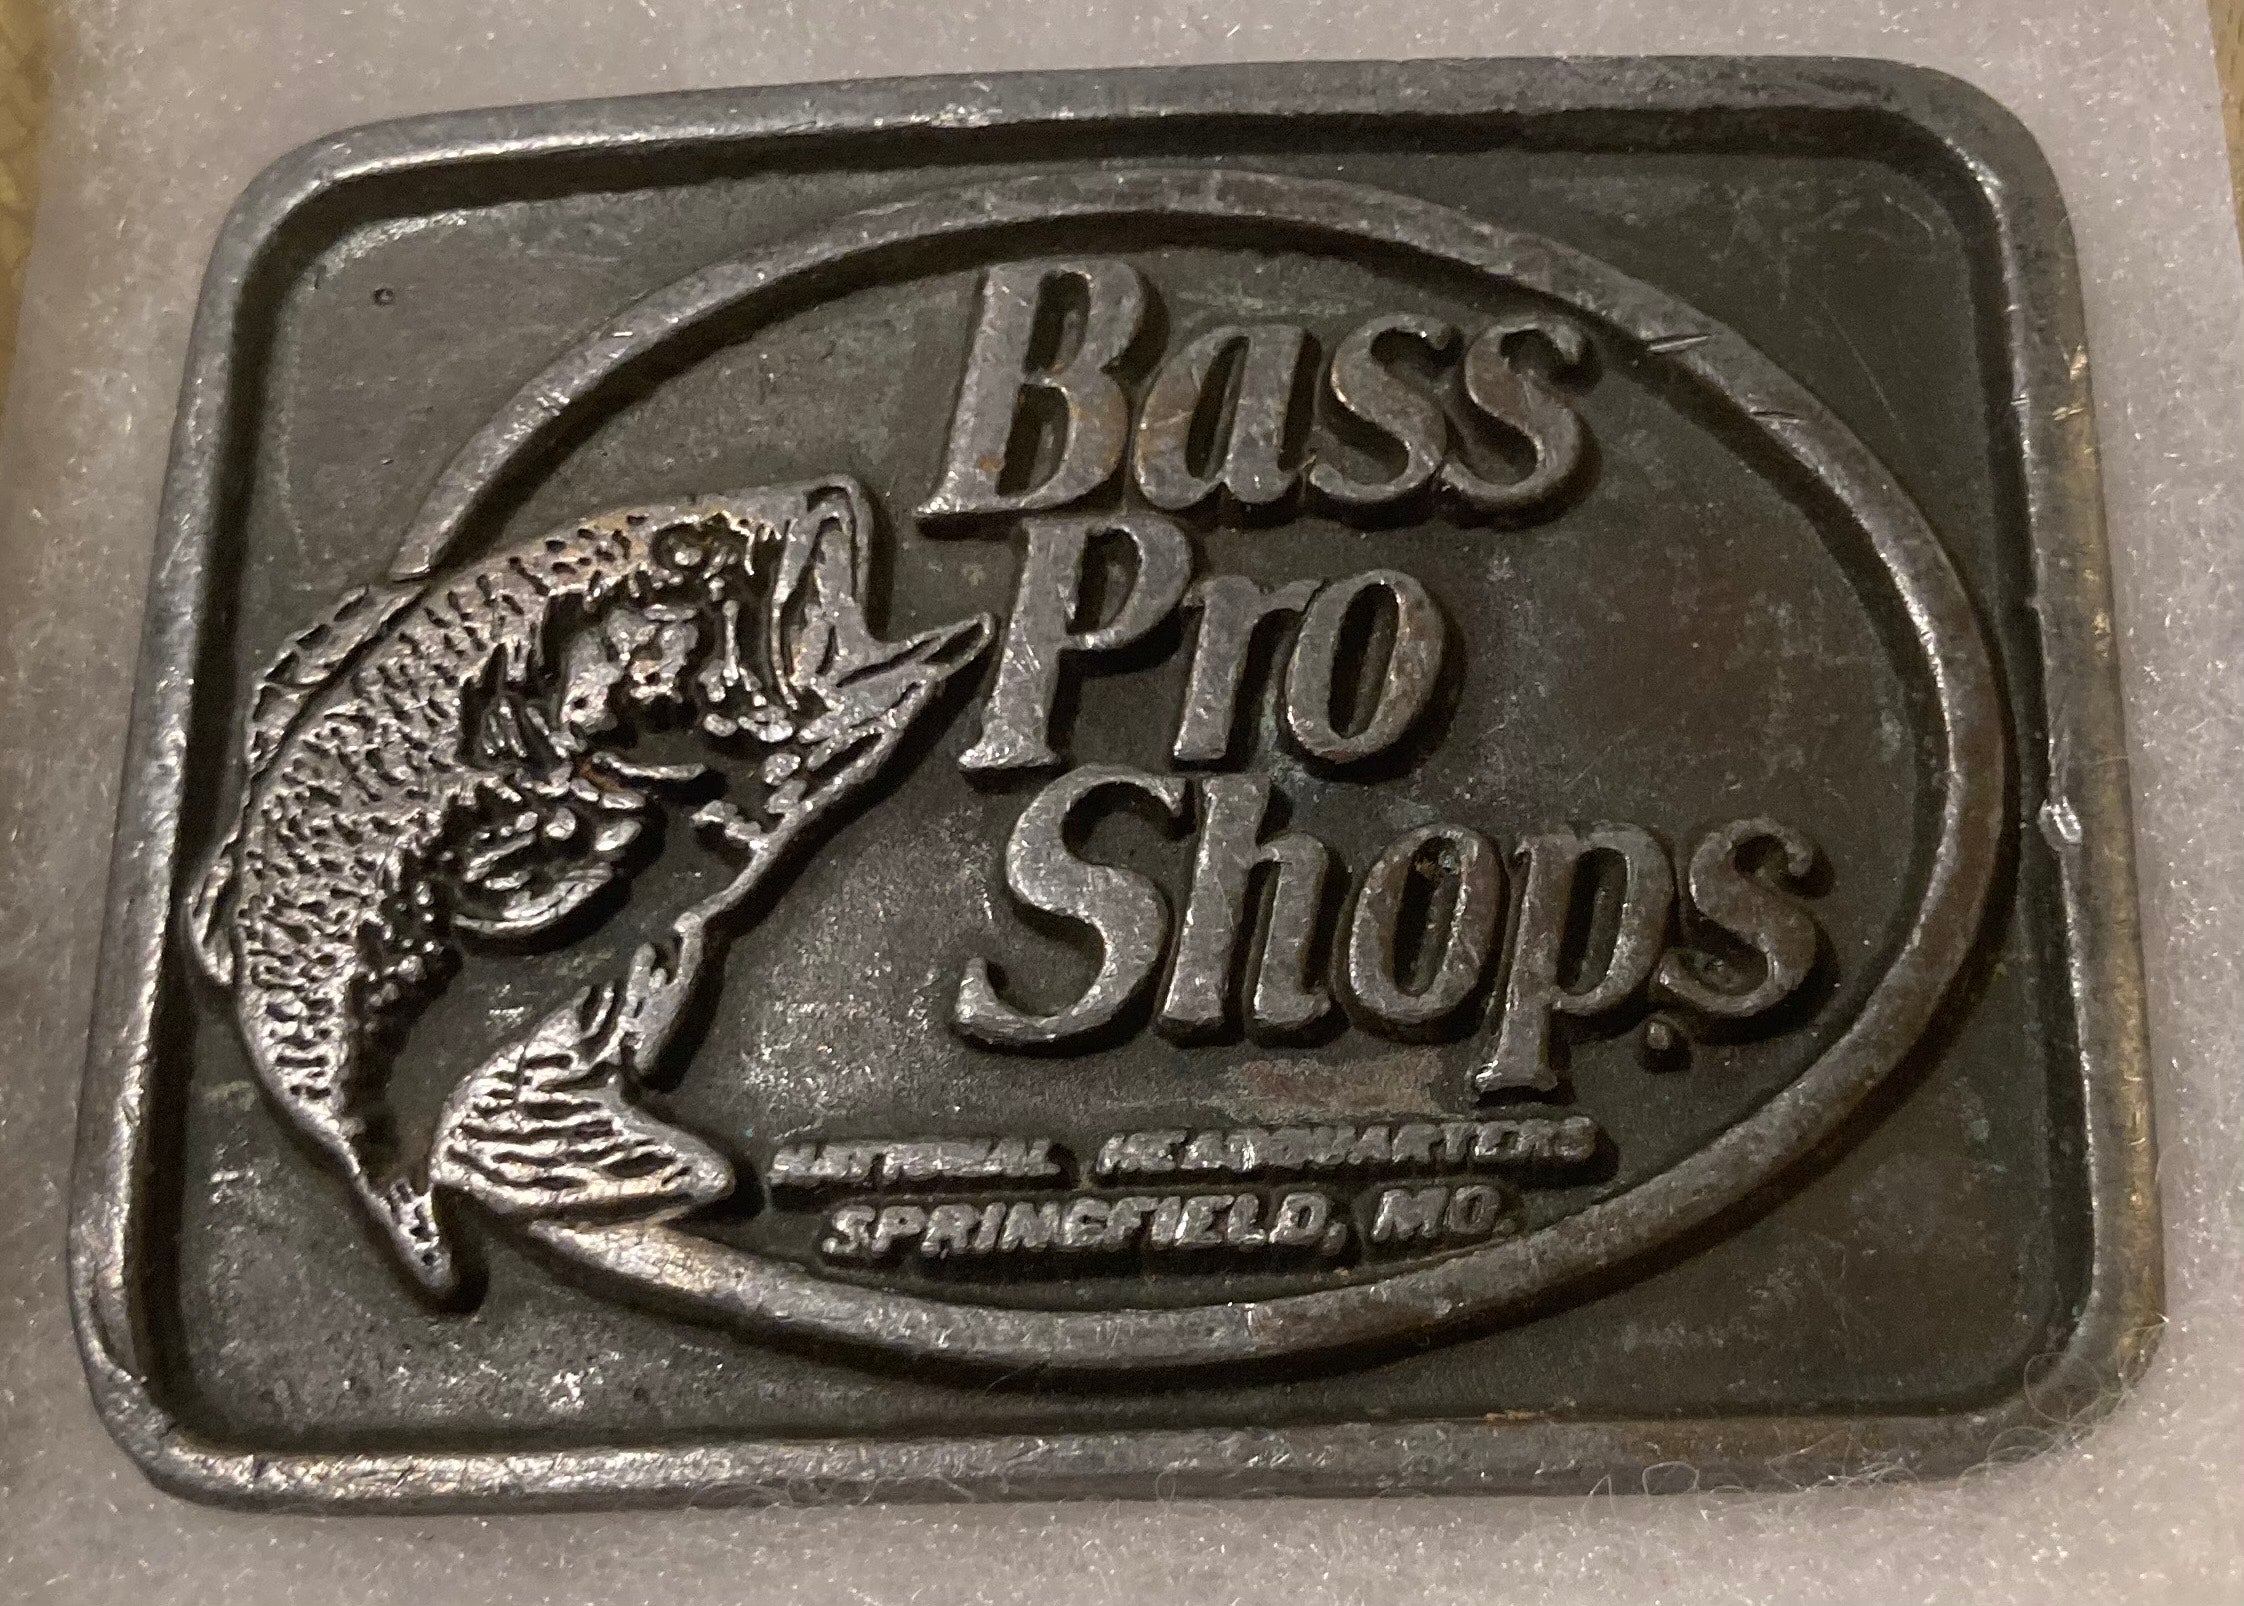 Bass
Pro
Shops
NATIONAL HEADQUARTERS
SPRINGFIELD, MO.